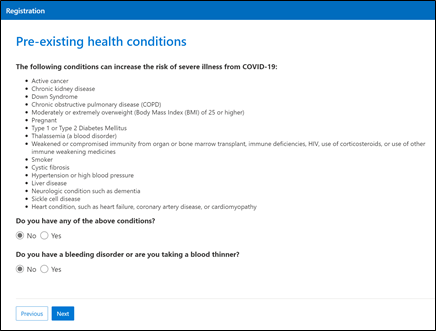 Registration
Pre-existing health conditions
The following conditions can increase the risk of severe illness from COVID-19:
Active cancer
Chronic kidney disease
Down Syndrome
Chronic obstructive pulmonary disease (COPD)
Moderately or extremely overweight (Body Mass Index (BMI) of 25 or higher)
Pregnant
Type 1 or Type 2 Diabetes Mellitus
Thalassemia (a blood disorder)
Weakened or compromised immunity from organ or bone marrow transplant, immune deficiencies, HIV, use of corticosteroids, or use of other
immune weakening medicines
Smoker
Cystic fibrosis
Hypertension or high blood pressure
Liver disease
Neurologic condition such as dementia
Sickle cell disease
Heart condition, such as heart failure, coronary artery disease, or cardiomyopathy
Do you have any of the above conditions?
No Yes
Do you have a bleeding disorder or are you taking a blood thinner?
No Yes
Previous Next